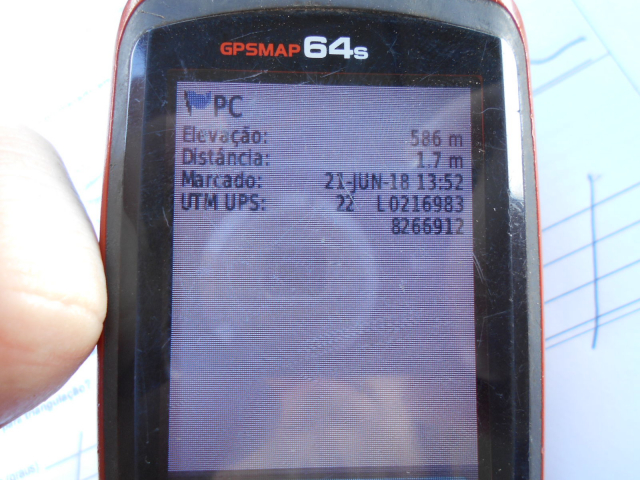 GPSMAP 64s
PC
Elevação: 586 m
Distância: 1.7 m
Marcado: 21-JUN-18 13:52
UTM UPS: 22 L 0216983
8266912